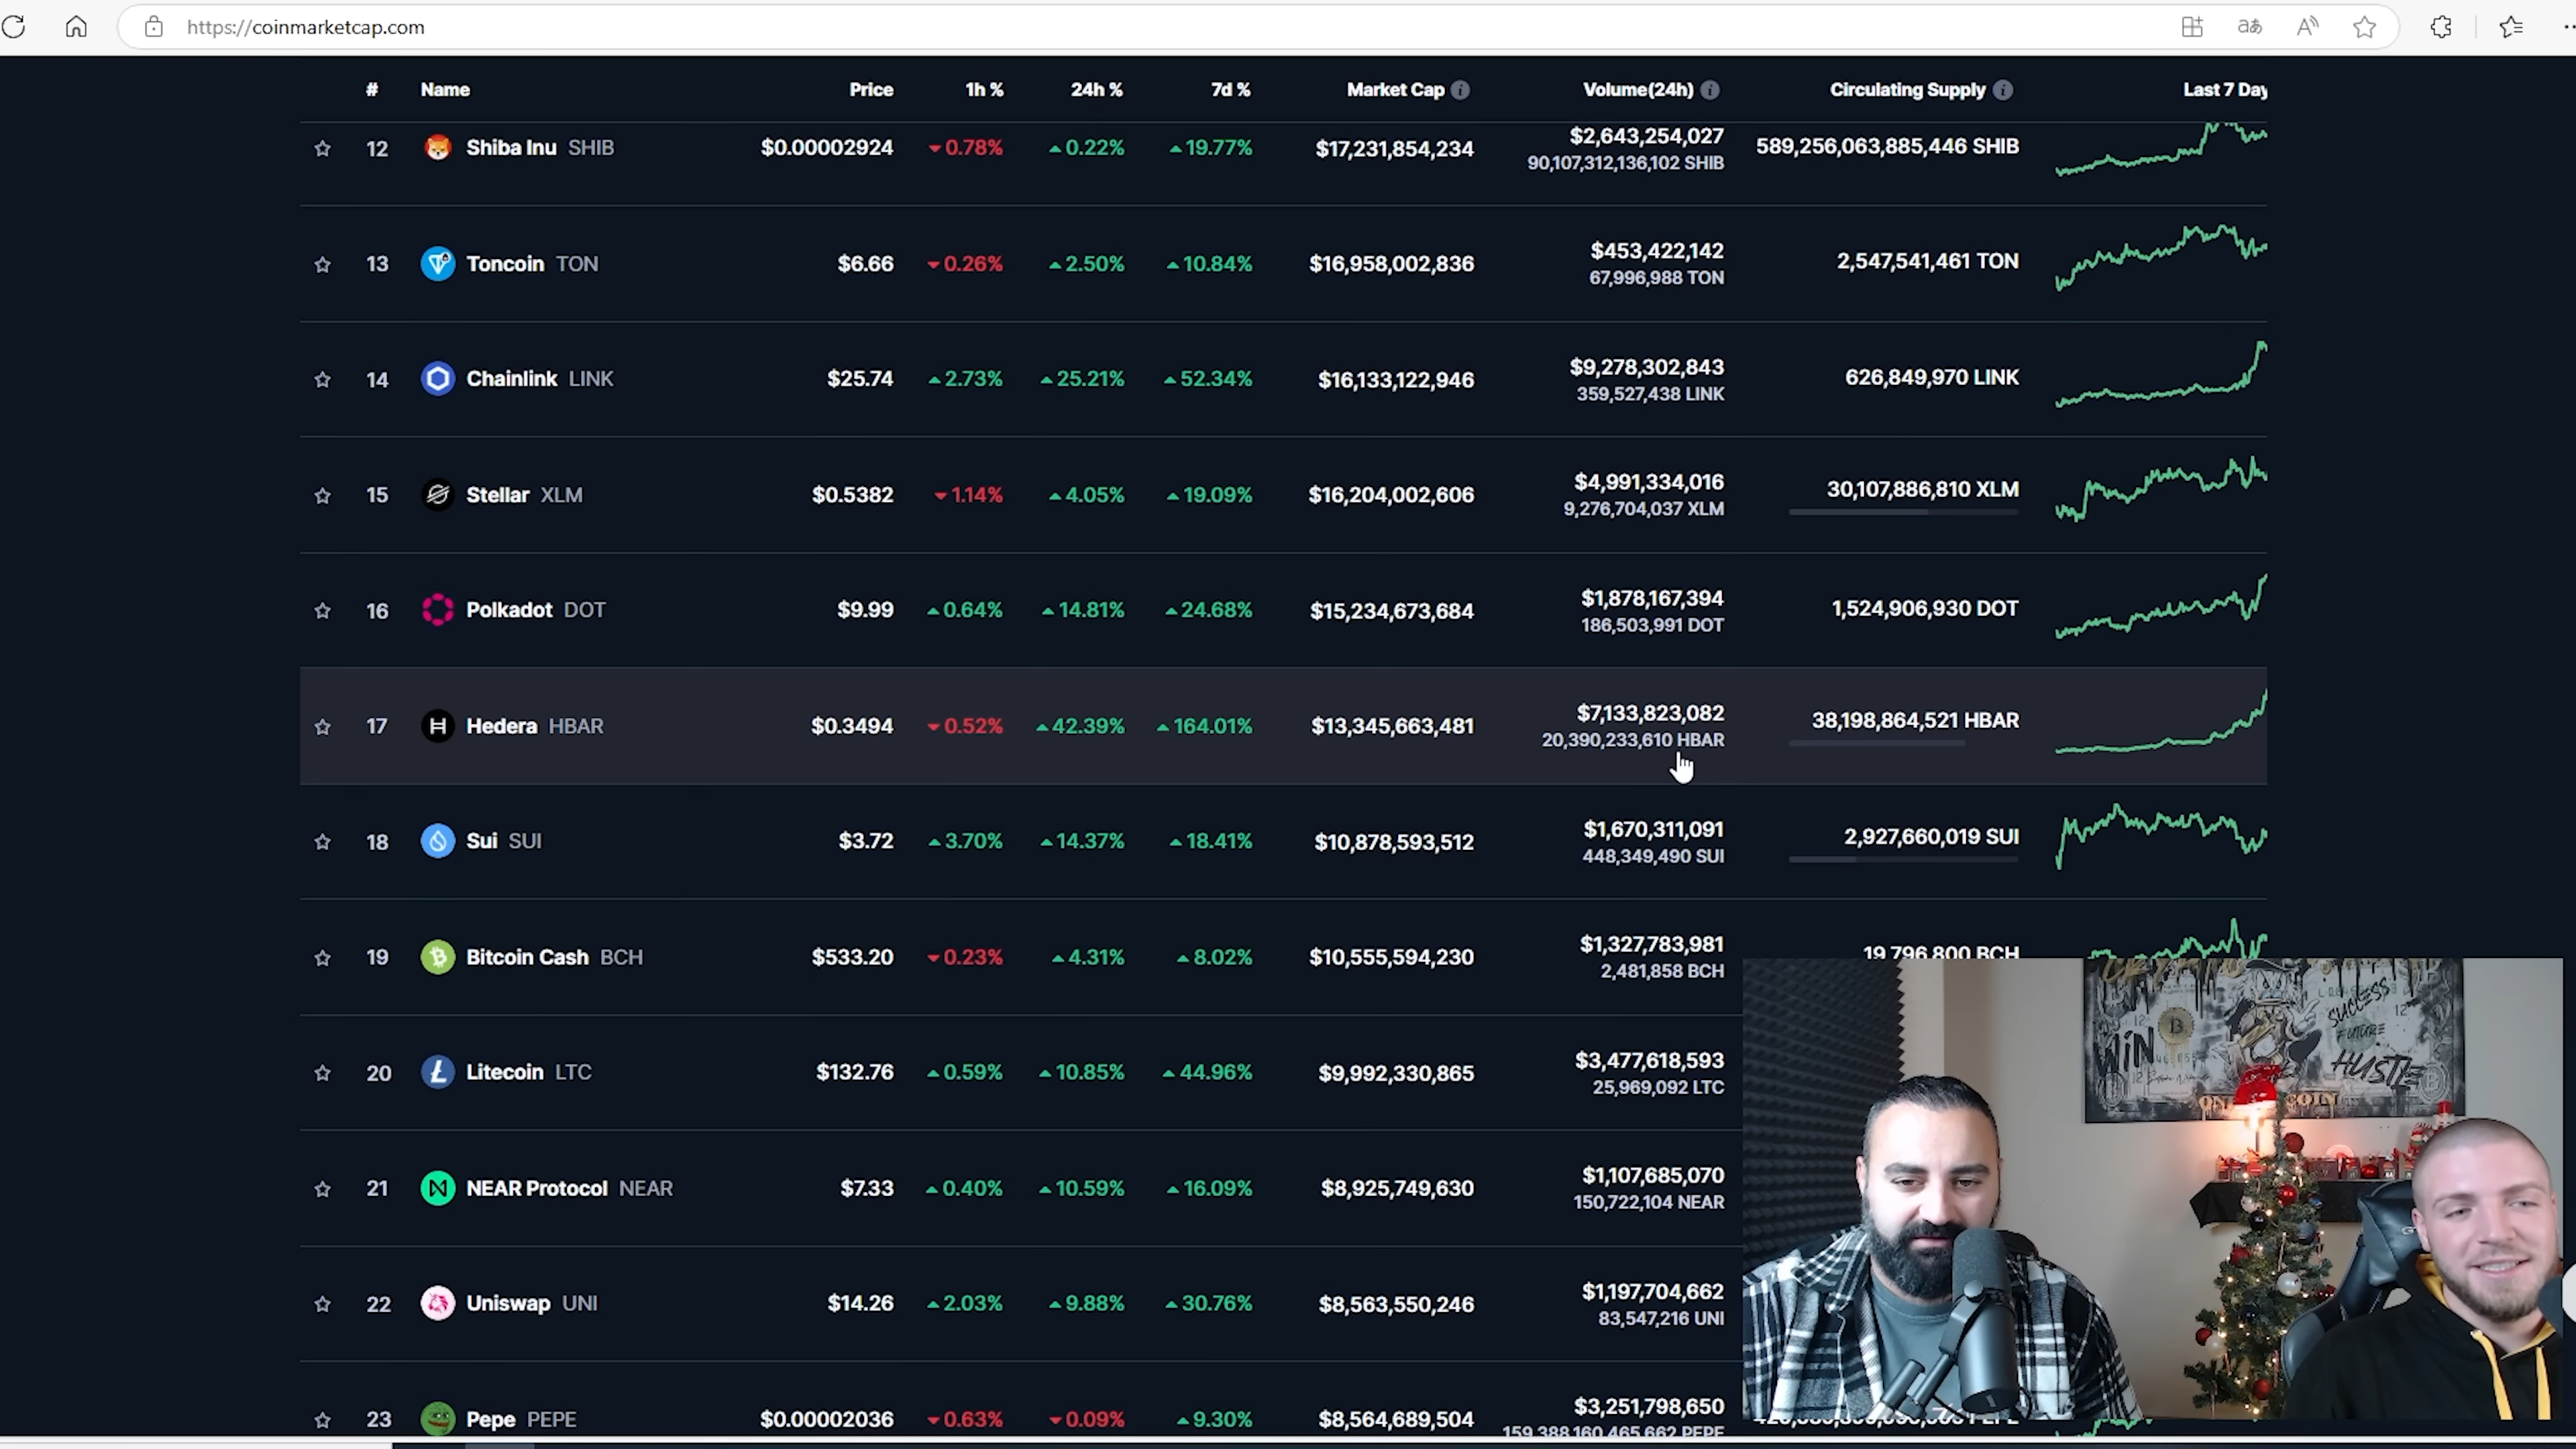 https://coinmarketcap.com
# Name Price 1h % 24h % 7d % Market Cap Volume(24h) Circulating Supply Last 7 Day
12 Shiba Inu SHIB $0.00002924 0.78% 0.22% 19.77% $17,231,854,234 $2,643,254,027 589,256,063,885,446 SHIB
90,107,312,136,102 SHIB
13 Toncoin TON $6.66 0.26% 2.50% 10.84% $16,958,002,836 $453,422,142 2,547,541,461 TON
67,996,988 TON
14 Chainlink LINK $25.74 2.73% 25.21% 52.34% $16,133,122,946 $9,278,302,843 626,849,970 LINK
359,527,438 LINK
15 Stellar XLM $0.5382 1.14% 4.05% 19.09% $16,204,002,606 $4,991,334,016 30,107,886,810 XLM
9,276,704,037 XLM
16 Polkadot DOT $9.99 0.64% 14.81% 24.68% $15,234,673,684 $1,878,167,394 1,524,906,930 DOT
186,503,991 DOT
17 Hedera HBAR $0.3494 0.52% 42.39% 164.01% $13,345,663,481 $7,133,823,082 38,198,864,521 HBAR
20,390,233,610 HBAR
18 Sui SUI $3.72 3.70% 14.37% 18.41% $10,878,593,512 $1,670,311,091 2,927,660,019 SUI
448,349,490 SUI
19 Bitcoin Cash BCH $533.20 0.23% 4.31% 8.02% $10,555,594,230 $1,327,783,981 19,796,800 BCH
2,481,858 BCH
20 Litecoin LTC $132.76 0.59% 10.85% 44.96% $9,992,330,865 $3,477,618,593
25,969,092 LTC
21 NEAR Protocol NEAR $7.33 0.40% 10.59% 16.09% $8,925,749,630 $1,107,685,070
150,722,104 NEAR
22 Uniswap UNI $14.26 2.03% 9.88% 30.76% $8,563,550,246 $1,197,704,662
83,547,216 UNI
23 Pepe PEPE $0.00002036 0.63% 0.09% 9.30% $8,564,689,504 $3,251,798,650
159,388,160,465,662 PEPE
SUCCESS
FUTURE
WIN
HUSTLE